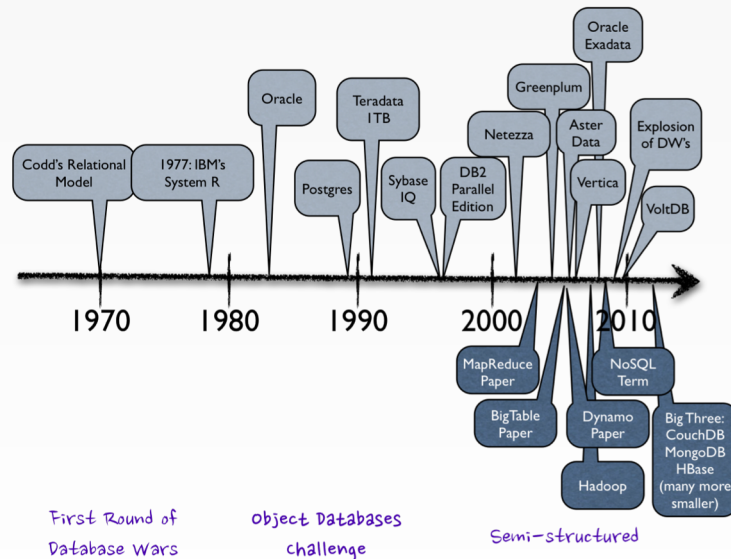 Oracle
Exadata
Greenplum
Oracle
Teradata
1TB
Netezza
Aster
Data
Explosion
of DW's
Codd's Relational
Model
1977: IBM's
System R
Postgres
Sybase
IQ
DB2
Parallel
Edition
Vertica
VoltDB
1970
1980
1990
2000
2010
MapReduce
Paper
NoSQL
Term
BigTable
Paper
Dynamo
Paper
Big Three:
CouchDB
MongoDB
HBase
(many more
smaller)
Hadoop
First Round of
Database Wars
Object Databases
Challenge
Semi-structured